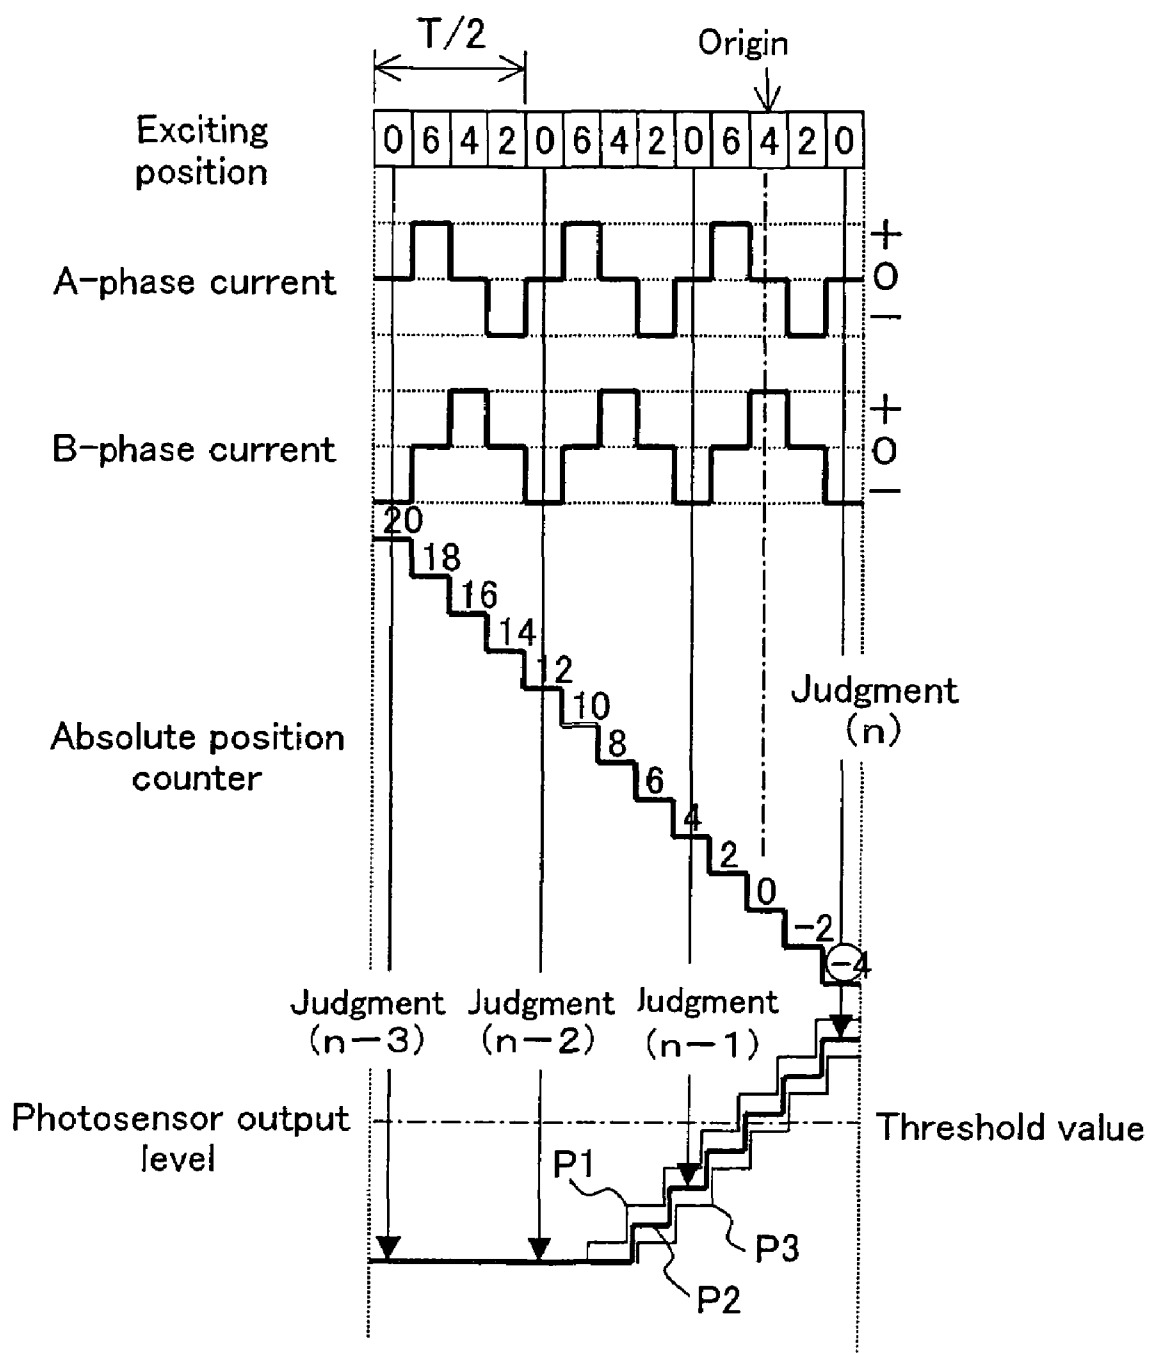 T/2
Origin
Exciting position
0 6 4 2 0 6 4 2 0 6 4 2 0
A-phase current
+
0
−
B-phase current
+
0
−
20
18
16
14
12
10
8
6
4
2
0
-2
-4
Absolute position
counter
Judgment
(n)
Judgment
(n−3)
Judgment
(n−2)
Judgment
(n−1)
Photosensor output
level
Threshold value
P1
P3
P2